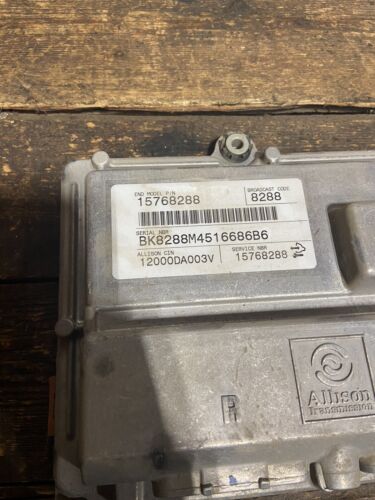 END MODEL P/N
BROADCAST CODE
15768288
8288
SERIAL NBR
BK8288M4516686B6
ALLISON CIN
SERVICE NBR
12000DA003V
15768288
Allison
Transmission